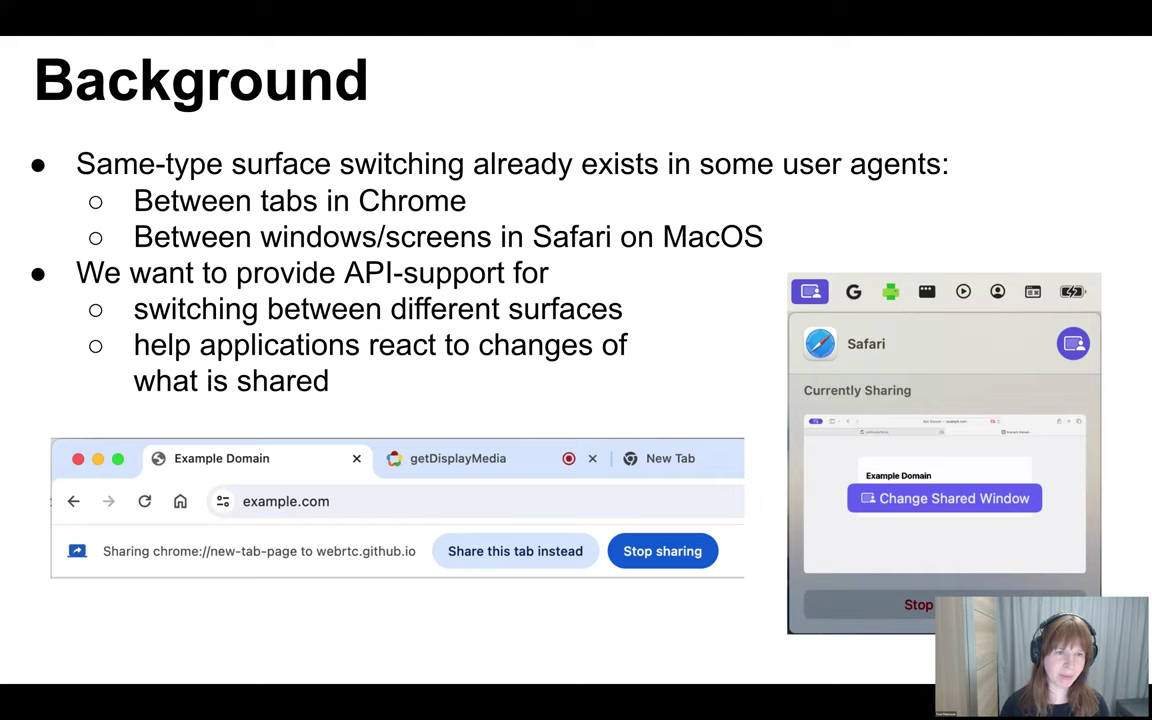 Background
● Same-type surface switching already exists in some user agents:
○ Between tabs in Chrome
○ Between windows/screens in Safari on MacOS
● We want to provide API-support for
○ switching between different surfaces
○ help applications react to changes of
what is shared
Safari
Currently Sharing
Example Domain
Change Shared Window
Stop
Example Domain
getDisplayMedia
New Tab
example.com
Sharing chrome://new-tab-page to webrtc.github.io
Share this tab instead
Stop sharing